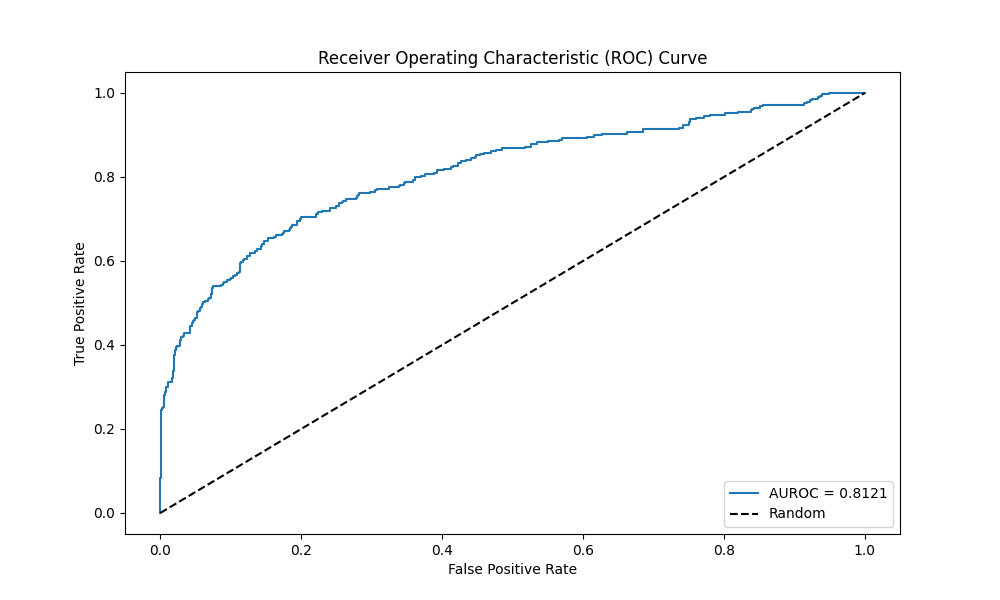 Receiver Operating Characteristic (ROC) Curve
True Positive Rate
1.0
0.8
0.6
0.4
0.2
0.0
0.0 0.2 0.4 0.6 0.8 1.0
False Positive Rate
AUROC = 0.8121
Random